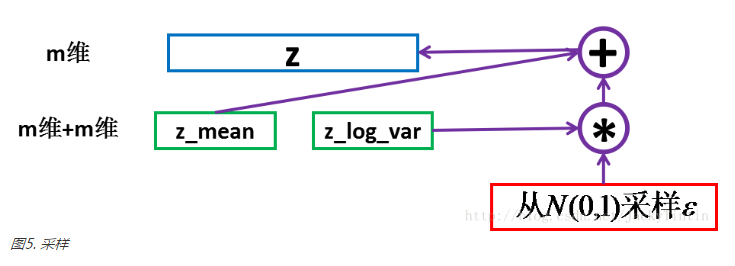 m维
z
+
m维+m维
z_mean
z_log_var
*
从N(0,1)采样ε
图5. 采样